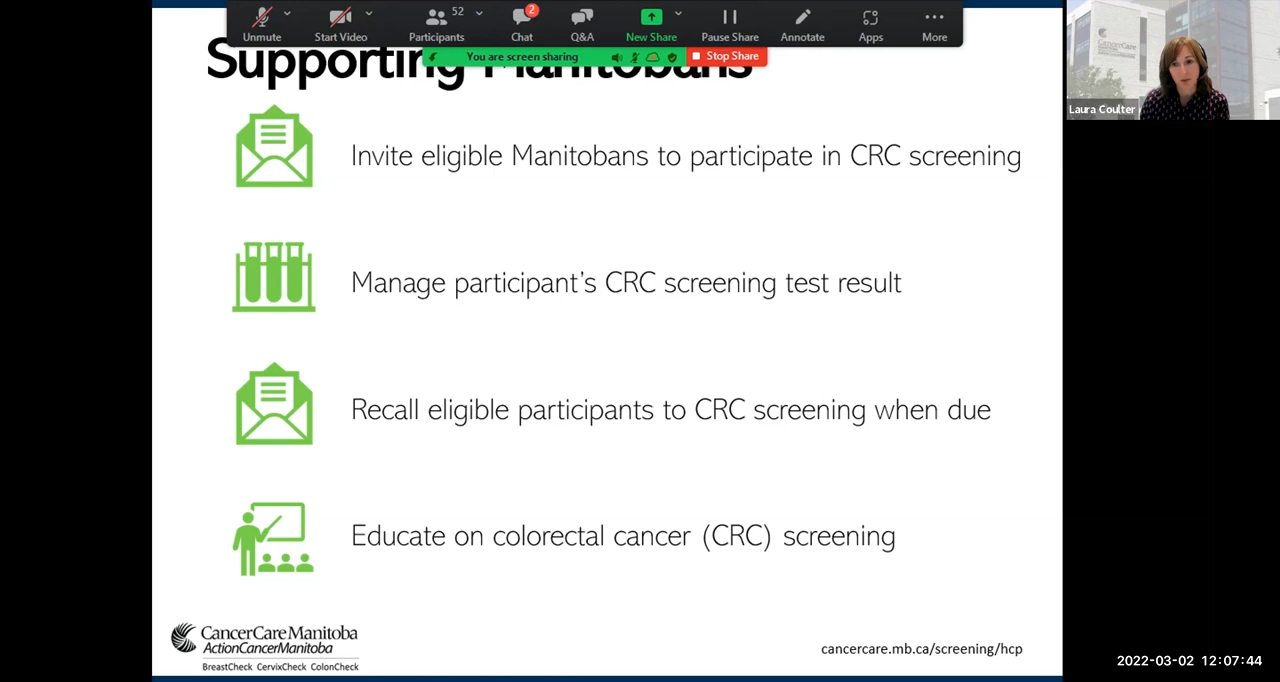 Unmute
Start Video
52
Participants
2
Chat
Q&A
New Share
Pause Share
Annotate
Apps
More
You are screen sharing
Stop Share
Supporting Manitobans
CancerCare
Laura Coulter
Invite eligible Manitobans to participate in CRC screening
Manage participant's CRC screening test result
Recall eligible participants to CRC screening when due
Educate on colorectal cancer (CRC) screening
CancerCareManitoba
ActionCancerManitoba
BreastCheck CervixCheck ColonCheck
cancercare.mb.ca/screening/hcp
2022-03-02 12:07:44